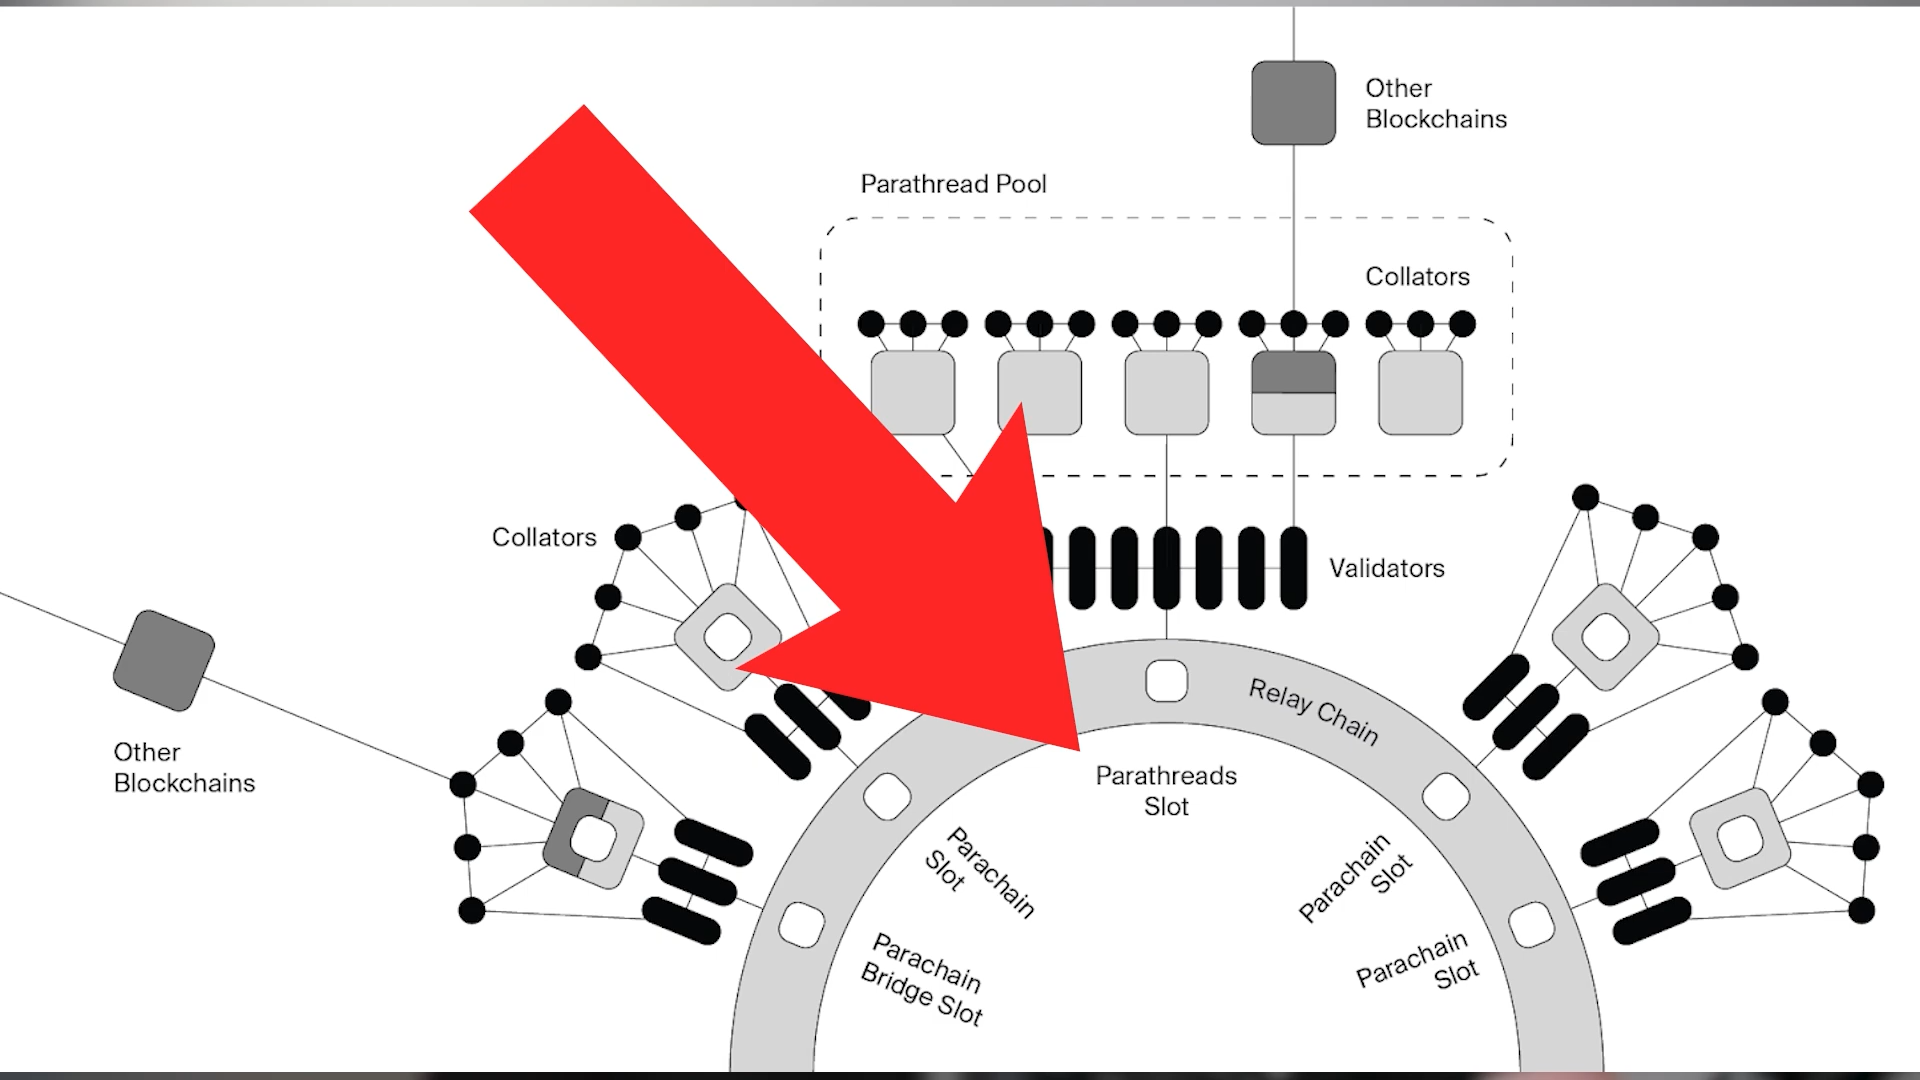 Other
Blockchains
Parathread Pool
Collators
Collators
Validators
Other
Blockchains
Relay Chain
Parathreads
Slot
Parachain
Slot
Parachain
Slot
Parachain
Bridge Slot
Parachain
Slot